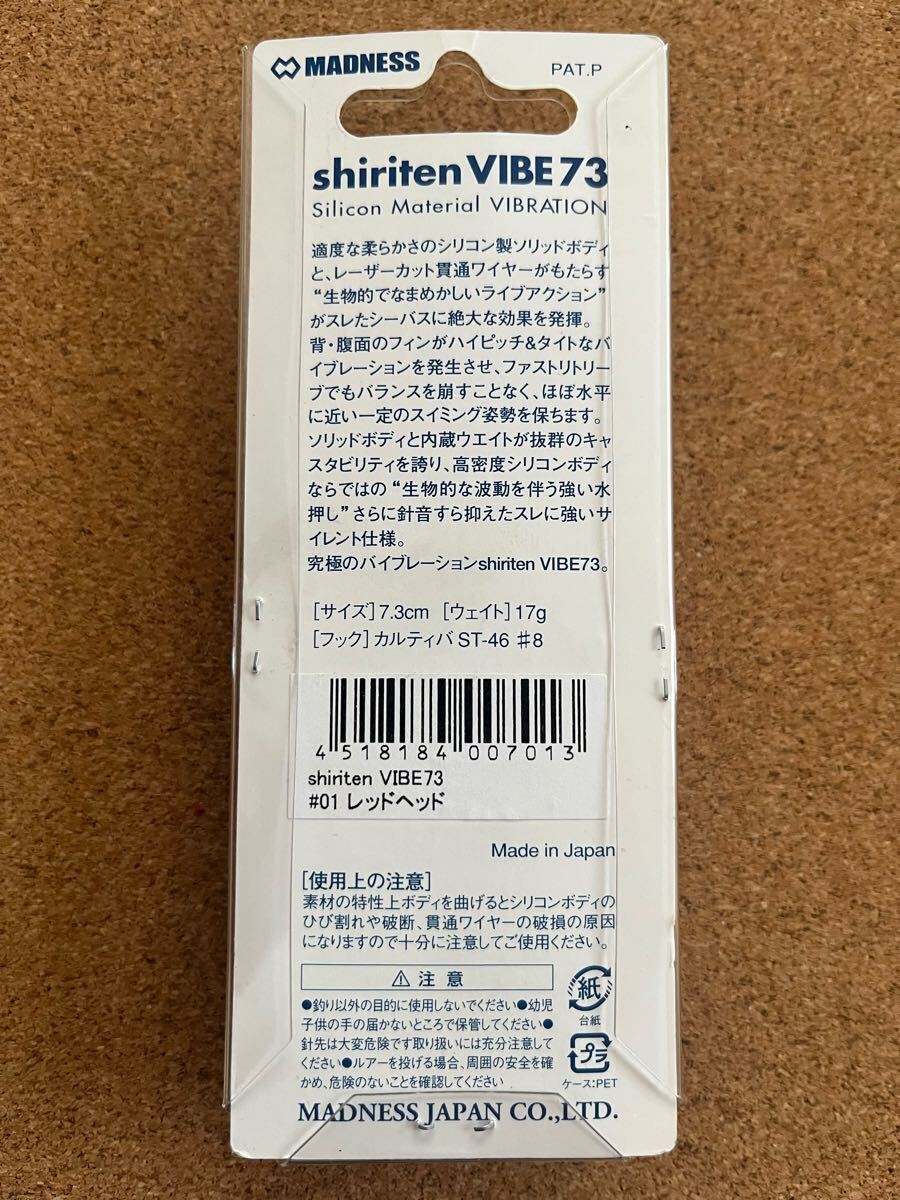 MADNESS
PAT.P
shiriten VIBE 73
Silicon Material VIBRATION
適度な柔らかさのシリコン製ソリッドボディ
と、レーザーカット貫通ワイヤーがもたらす
“生物的でなまめかしいライブアクション”
がスレたシーバスに絶大な効果を発揮。
背・腹面のフィンがハイピッチ&タイトなバ
イブレーションを発生させ、ファストリトリー
ブでもバランスを崩すことなく、ほぼ水平
に近い一定のスイミング姿勢を保ちます。
ソリッドボディと内蔵ウエイトが抜群のキャ
スタビリティを誇り、高密度シリコンボディ
ならではの “生物的な波動を伴う強い水
押し” さらに針音すら抑えたスレに強いサ
イレント仕様。
究極のバイブレーションshiriten VIBE73。
[サイズ] 7.3cm [ウェイト] 17g
[フック] カルティバ ST-46 ♯8
4 518184 007013
shiriten VIBE73
#01 レッドヘッド
Made in Japan
[使用上の注意]
素材の特性上ボディを曲げるとシリコンボディの
ひび割れや破断、貫通ワイヤーの破損の原因
になりますので十分に注意してご使用ください。
⚠ 注 意
●釣り以外の目的に使用しないでください●幼児
子供の手の届かないところで保管してください●
針先は大変危険です取り扱いには充分注意して
ください●ルアーを投げる場合、周囲の安全を確
かめ、危険のないことを確認してください
紙
台紙
プラ
ケース:PET
MADNESS JAPAN CO.,LTD.